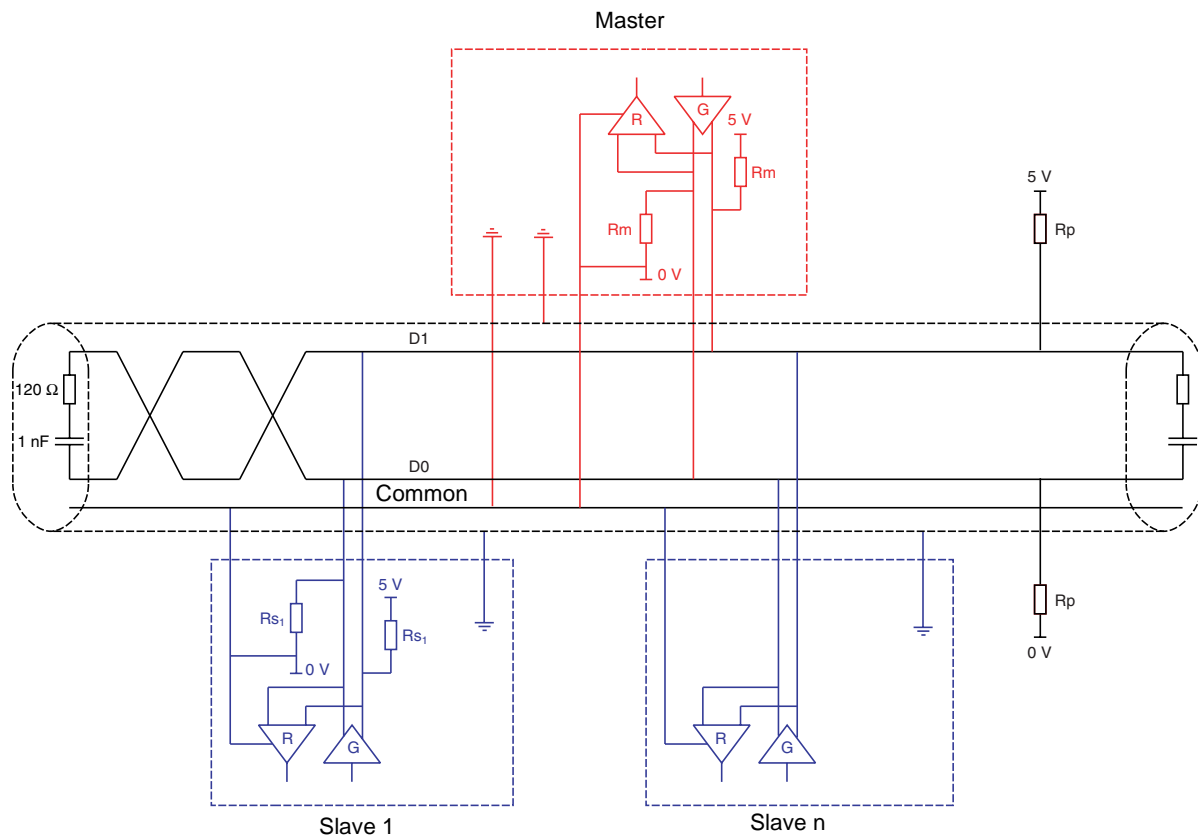 Master
R
G
5 V
Rm
Rm
0 V
5 V
Rp
D1
120 Ω
1 nF
D0
Common
5 V
Rs₁
Rs₁
0 V
R
G
R
G
Rp
0 V
Slave 1
Slave n